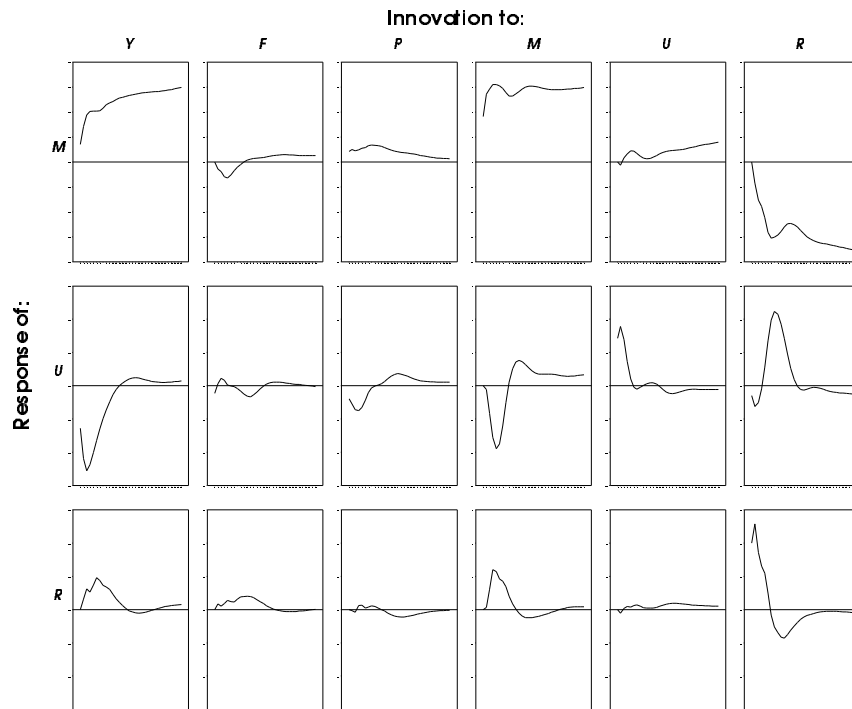 Innovation to:
Y F P M U R
M
U
Response of:
R